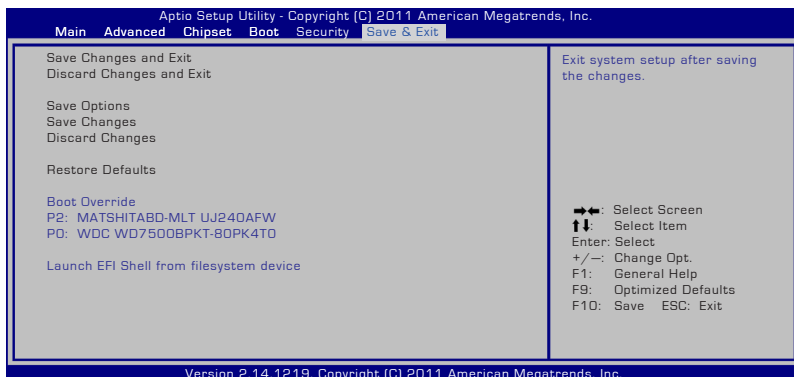 Aptio Setup Utility - Copyright (C) 2011 American Megatrends, Inc.
Main Advanced Chipset Boot Security Save & Exit
Save Changes and Exit
Discard Changes and Exit
Save Options
Save Changes
Discard Changes
Restore Defaults
Boot Override
P2: MATSHITABD-MLT UJ240AFW
P0: WDC WD7500BPKT-80PK4T0
Launch EFI Shell from filesystem device
Exit system setup after saving
the changes.
→←: Select Screen
↑↓: Select Item
Enter: Select
+/—: Change Opt.
F1: General Help
F9: Optimized Defaults
F10: Save ESC: Exit
Version 2.14.1219. Copyright (C) 2011 American Megatrends, Inc.